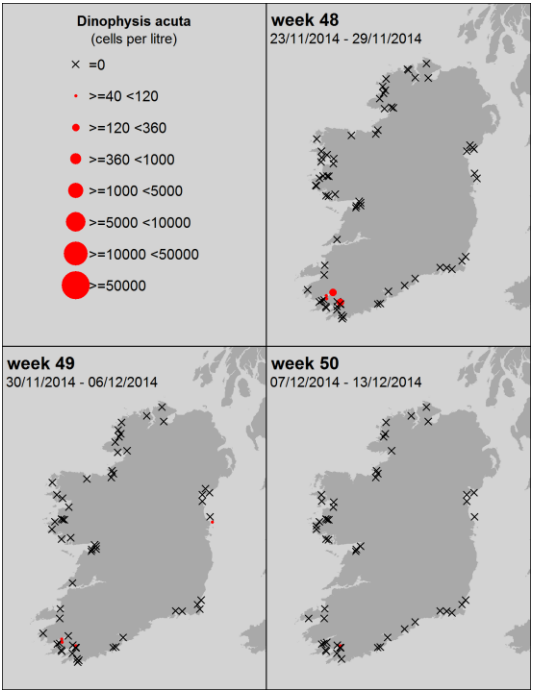 Dinophysis acuta
(cells per litre)
=0
>=40 <120
>=120 <360
>=360 <1000
>=1000 <5000
>=5000 <10000
>=10000 <50000
>=50000
week 48
23/11/2014 - 29/11/2014
week 49
30/11/2014 - 06/12/2014
week 50
07/12/2014 - 13/12/2014